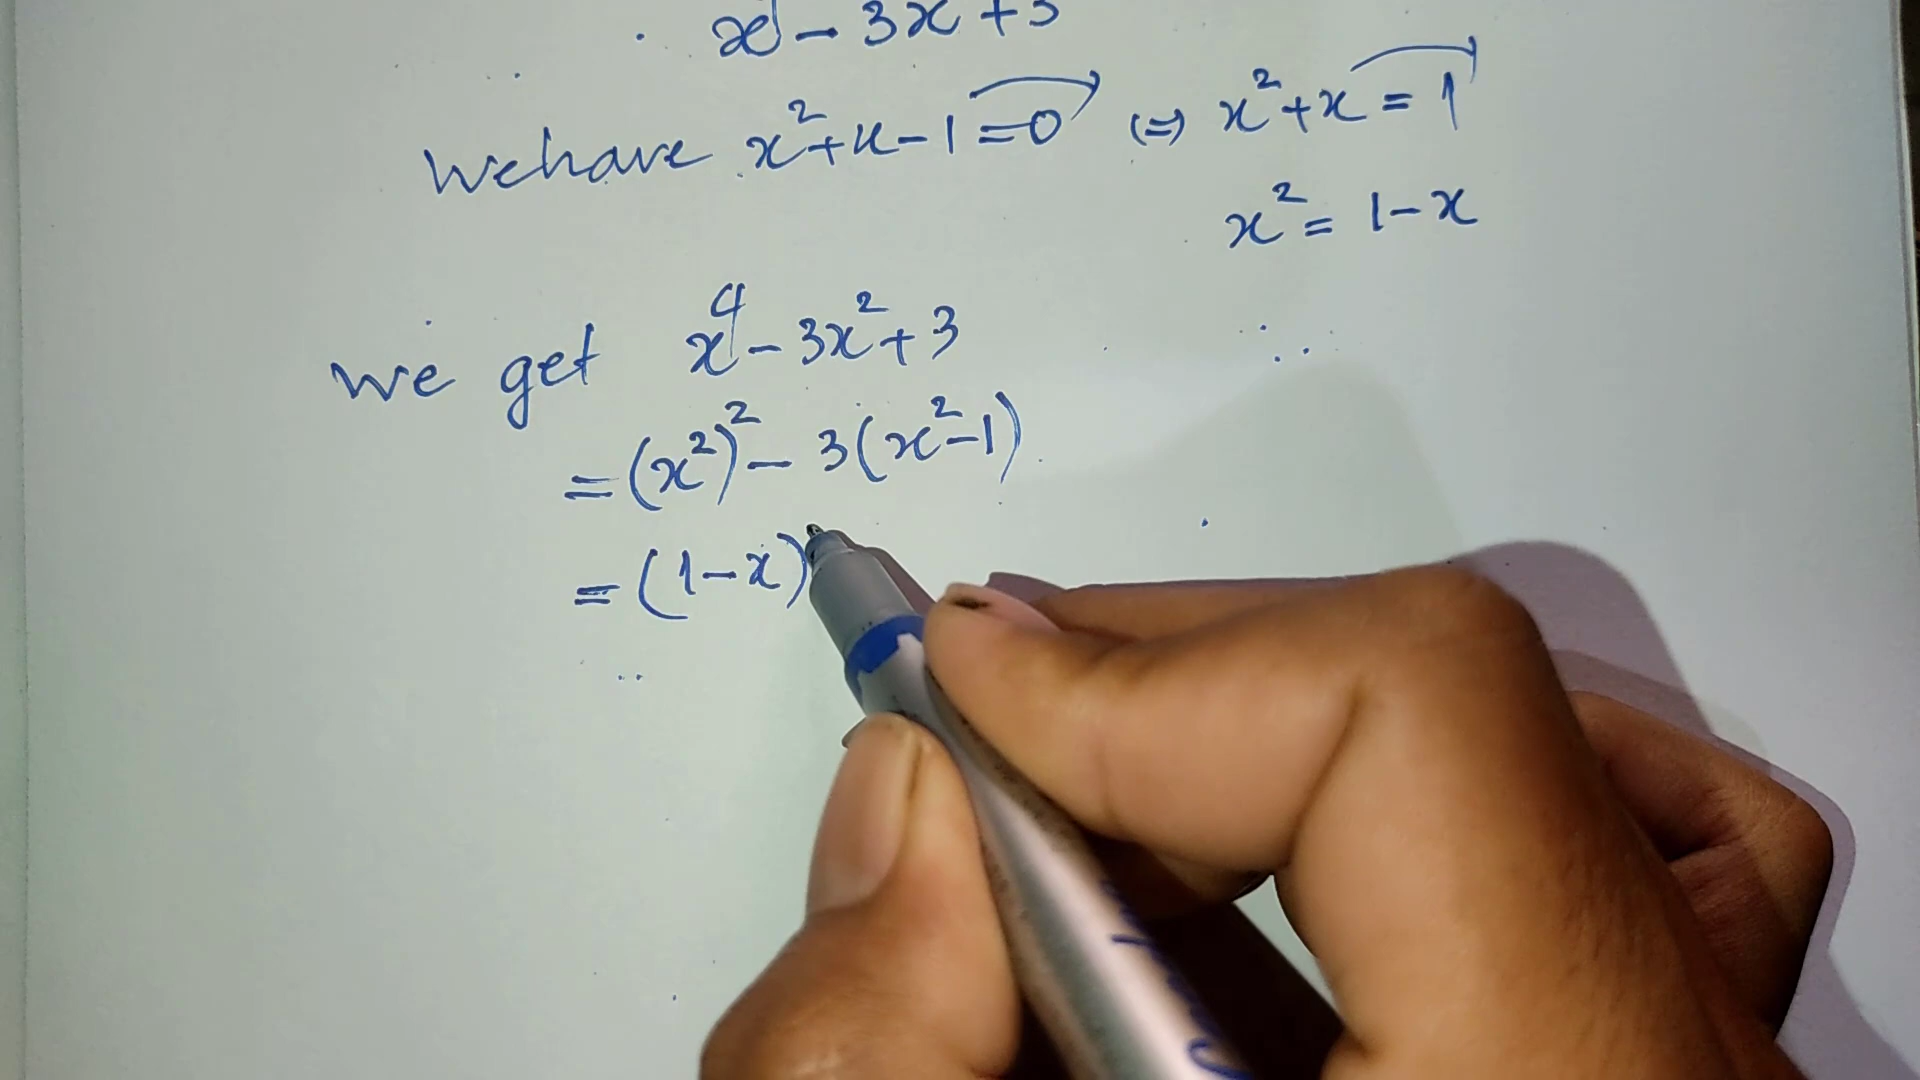 x⁴ - 3x + 3
We have x² + x - 1 = 0 (=) x² + x = 1
x² = 1 - x
We get x⁴ - 3x² + 3
= (x²)² - 3(x² - 1)
= (1 - x)